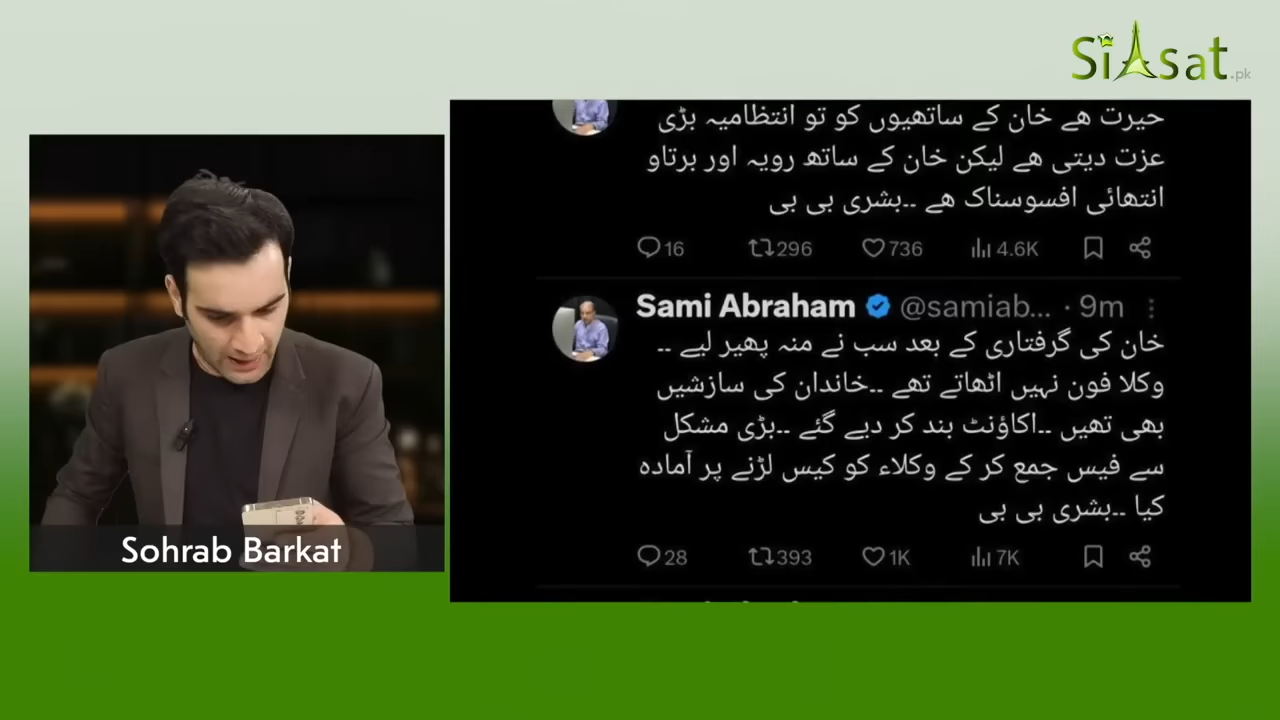 SiAsat.pk
حیرت ھے خان کے ساتھیوں کو تو انتظامیہ بڑی
عزت دیتی ھے لیکن خان کے ساتھ رویہ اور برتاو
انتھائی افسوسناک ھے ۔۔بشری بی بی
16 296 736 4.6K
Sami Abraham @samiab... · 9m
خان کی گرفتاری کے بعد سب نے منہ پھیر لیے ۔۔
وکلا فون نہیں اٹھاتے تھے ۔۔خاندان کی سازشیں
بھی تھیں ۔۔اکاؤنٹ بند کر دیے گئے ۔۔بڑی مشکل
سے فیس جمع کر کے وکلاء کو کیس لڑنے پر آمادہ
کیا ۔۔بشری بی بی
28 393 1K 7K
Sohrab Barkat